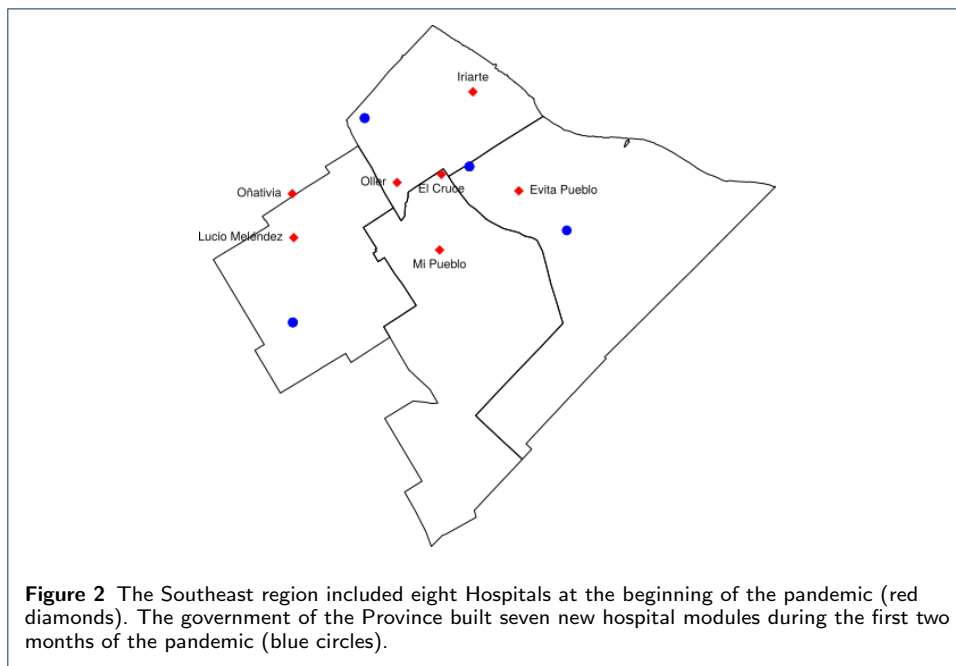 Iriarte
Oller
El Cruce
Oñativia
Evita Pueblo
Lucio Meléndez
Mi Pueblo
Figure 2 The Southeast region included eight Hospitals at the beginning of the pandemic (red
diamonds). The government of the Province built seven new hospital modules during the first two
months of the pandemic (blue circles).